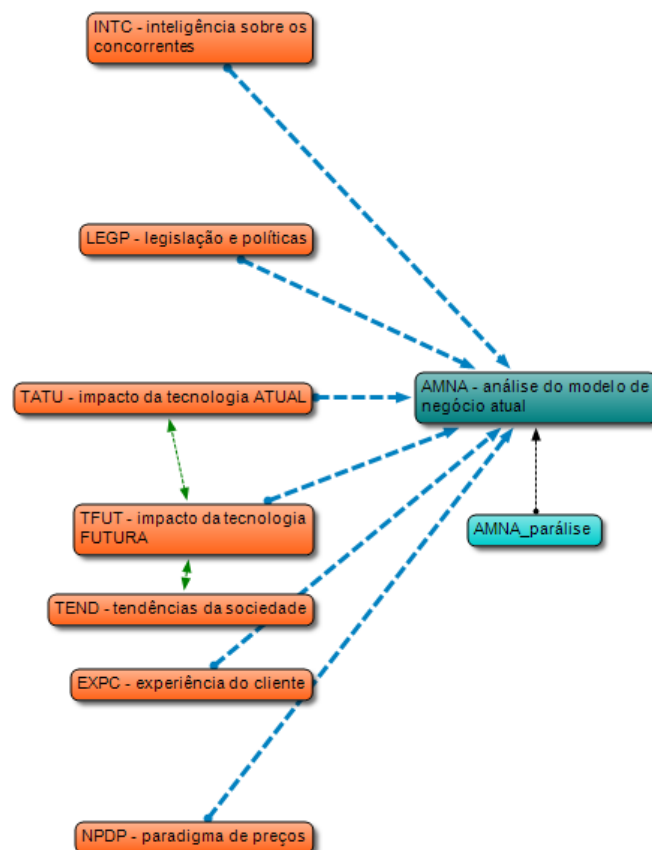 INTC - inteligência sobre os
concorrentes
LEGP - legislação e políticas
TATU - impacto da tecnologia ATUAL
AMNA - análise do modelo de
negócio atual
TFUT - impacto da tecnologia
FUTURA
AMNA_parálise
TEND - tendências da sociedade
EXPC - experiência do cliente
NPDP - paradigma de preços